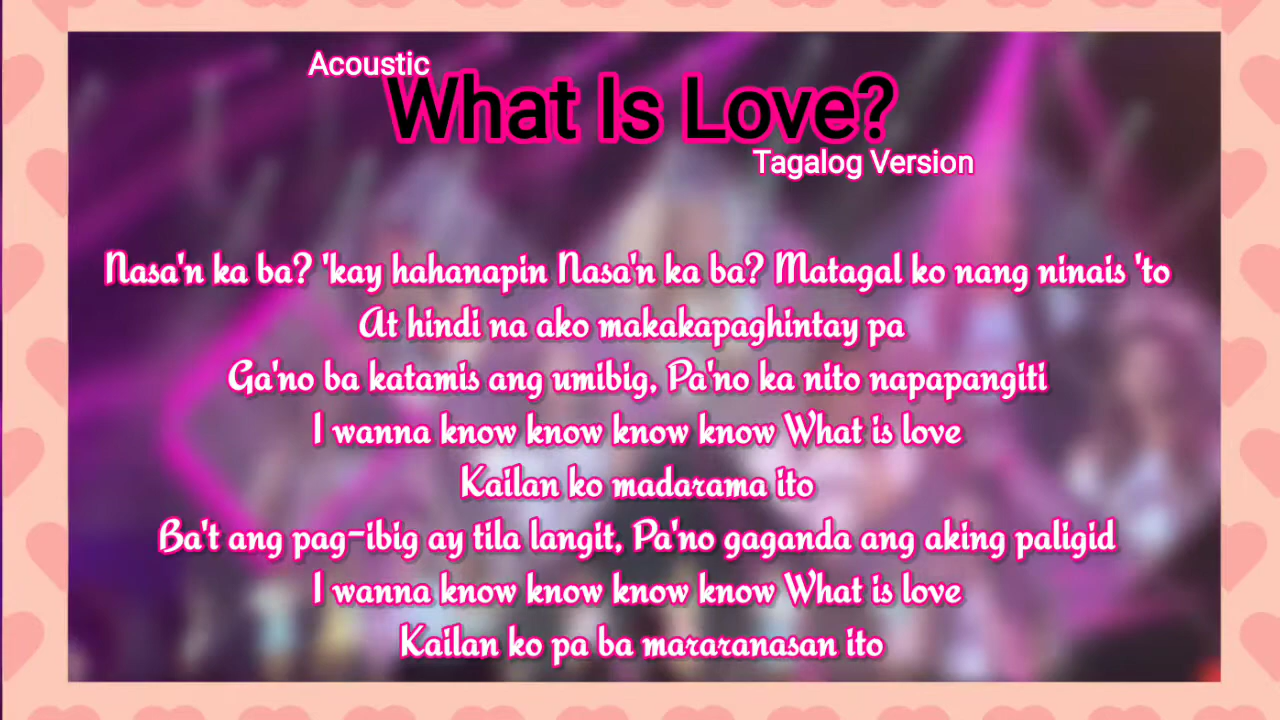 Acoustic
What Is Love?
Tagalog Version
Nasa'n ka ba? 'kay hahanapin Nasa'n ka ba? Matagal ko nang ninais 'to
At hindi na ako makakapaghintay pa
Ga'no ba katamis ang umibig, Pa'no ka nito napapangiti
I wanna know know know know What is love
Kailan ko madarama ito
Ba't ang pag-ibig ay tila langit, Pa'no gaganda ang aking paligid
I wanna know know know know What is love
Kailan ko pa ba mararanasan ito